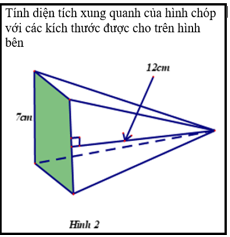 Tính diện tích xung quanh của hình chóp
với các kích thước được cho trên hình
bên
12cm
7cm
Hình 2